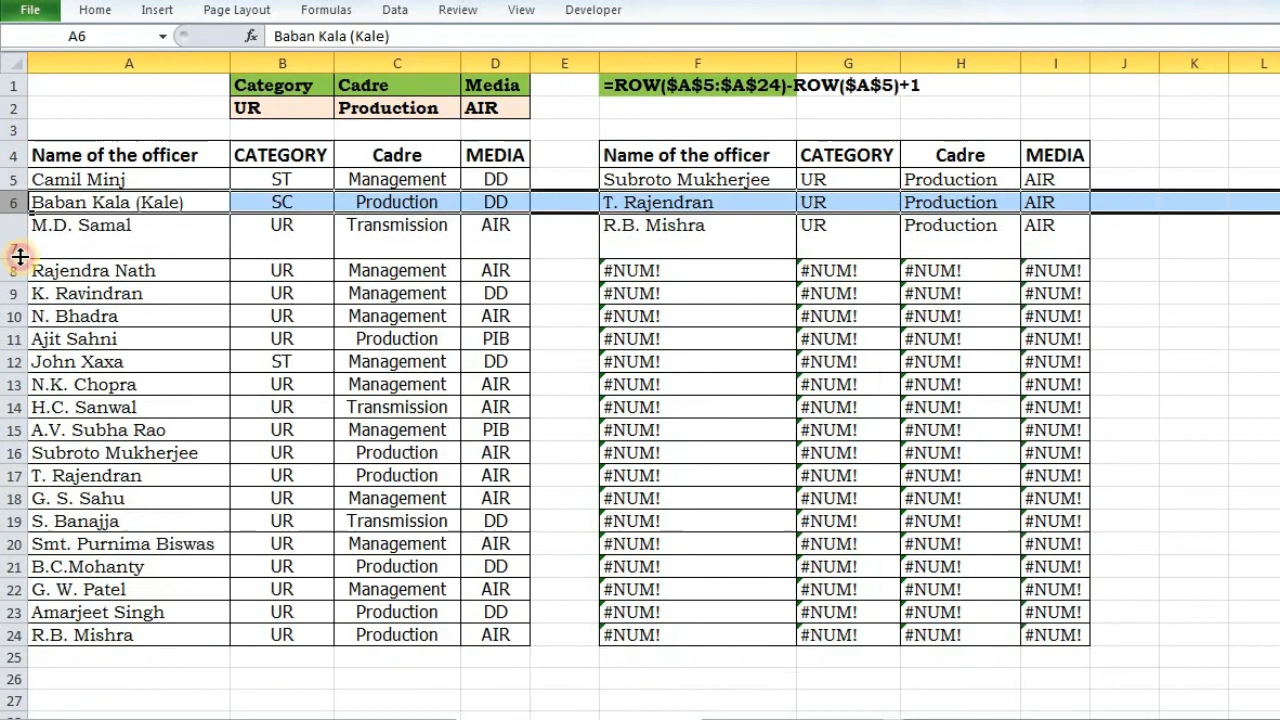 File Home Insert Page Layout Formulas Data Review View Developer
A6 fx Baban Kala (Kale)
A B C D E F G H I J K L
1 Category Cadre Media =ROW($A$5:$A$24)-ROW($A$5)+1
2 UR Production AIR
3
4 Name of the officer CATEGORY Cadre MEDIA Name of the officer CATEGORY Cadre MEDIA
5 Camil Minj ST Management DD Subroto Mukherjee UR Production AIR
6 Baban Kala (Kale) SC Production DD T. Rajendran UR Production AIR
7 M.D. Samal UR Transmission AIR R.B. Mishra UR Production AIR
8 Rajendra Nath UR Management AIR #NUM! #NUM! #NUM! #NUM!
9 K. Ravindran UR Management DD #NUM! #NUM! #NUM! #NUM!
10 N. Bhadra UR Management AIR #NUM! #NUM! #NUM! #NUM!
11 Ajit Sahni UR Production PIB #NUM! #NUM! #NUM! #NUM!
12 John Xaxa ST Management DD #NUM! #NUM! #NUM! #NUM!
13 N.K. Chopra UR Management AIR #NUM! #NUM! #NUM! #NUM!
14 H.C. Sanwal UR Transmission AIR #NUM! #NUM! #NUM! #NUM!
15 A.V. Subha Rao UR Management PIB #NUM! #NUM! #NUM! #NUM!
16 Subroto Mukherjee UR Production AIR #NUM! #NUM! #NUM! #NUM!
17 T. Rajendran UR Production AIR #NUM! #NUM! #NUM! #NUM!
18 G. S. Sahu UR Management AIR #NUM! #NUM! #NUM! #NUM!
19 S. Banajja UR Transmission DD #NUM! #NUM! #NUM! #NUM!
20 Smt. Purnima Biswas UR Management AIR #NUM! #NUM! #NUM! #NUM!
21 B.C.Mohanty UR Production DD #NUM! #NUM! #NUM! #NUM!
22 G. W. Patel UR Management AIR #NUM! #NUM! #NUM! #NUM!
23 Amarjeet Singh UR Production DD #NUM! #NUM! #NUM! #NUM!
24 R.B. Mishra UR Production AIR #NUM! #NUM! #NUM! #NUM!
25
26
27